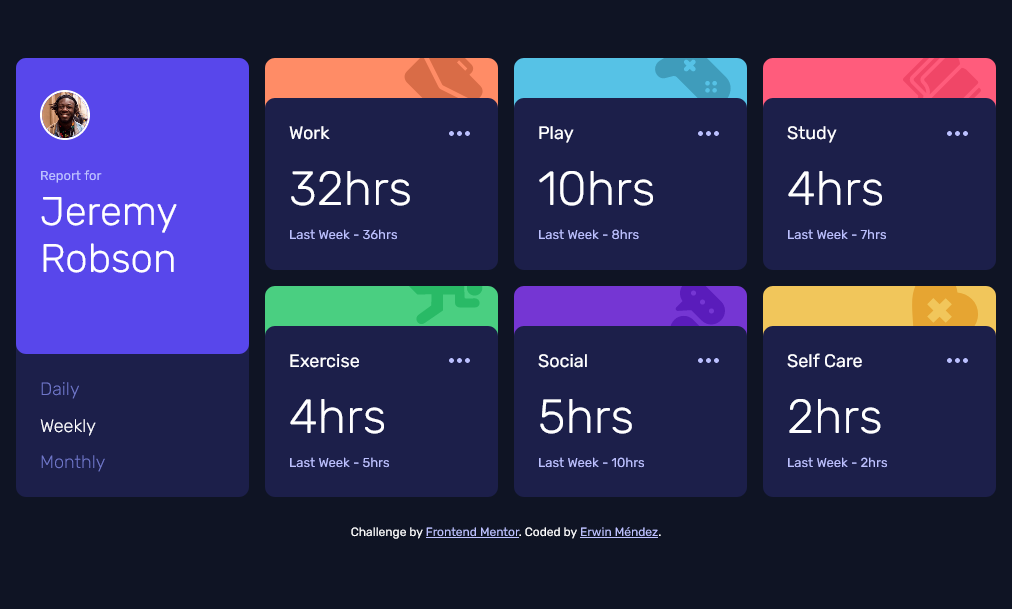 Report for
Jeremy
Robson
Daily
Weekly
Monthly
Work
32hrs
Last Week - 36hrs
Play
10hrs
Last Week - 8hrs
Study
4hrs
Last Week - 7hrs
Exercise
4hrs
Last Week - 5hrs
Social
5hrs
Last Week - 10hrs
Self Care
2hrs
Last Week - 2hrs
Challenge by Frontend Mentor. Coded by Erwin Méndez.